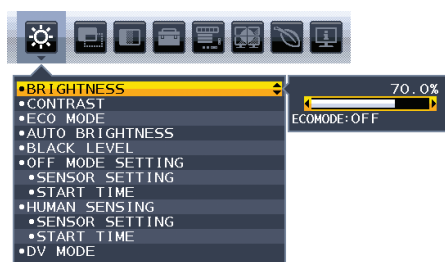 •BRIGHTNESS
•CONTRAST
•ECO MODE
•AUTO BRIGHTNESS
•BLACK LEVEL
•OFF MODE SETTING
•SENSOR SETTING
•START TIME
•HUMAN SENSING
•SENSOR SETTING
•START TIME
•DV MODE
70.0%
ECOMODE:OFF